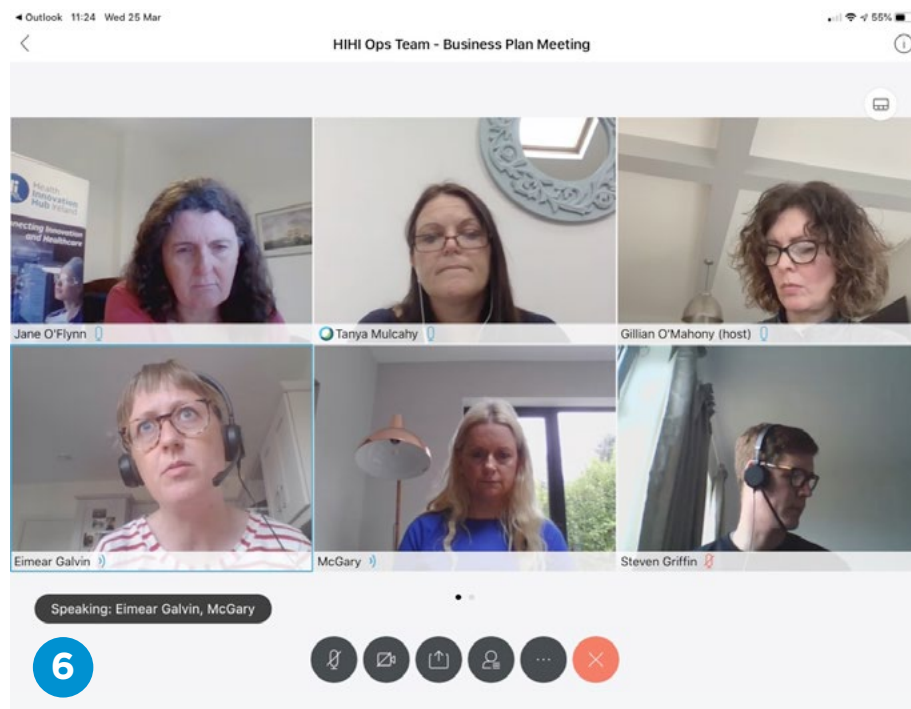 ◀ Outlook 11:24 Wed 25 Mar
55%
HIHI Ops Team - Business Plan Meeting
Health
Innovation
Hub Ireland
nnecting Innovation
and Healthcare
Jane O'Flynn
Tanya Mulcahy
Gillian O'Mahony (host)
Eimear Galvin
McGary
Steven Griffin
Speaking: Eimear Galvin, McGary
6